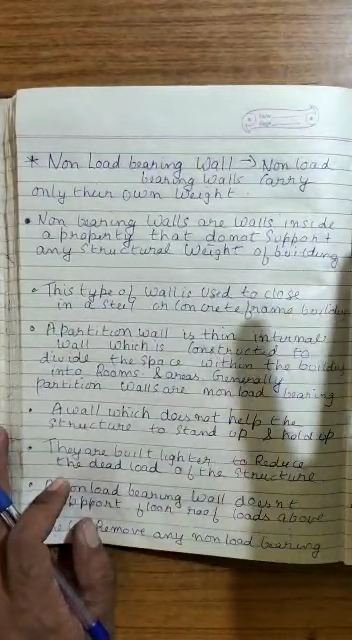 * Non Load bearing Wall → Non load
bearing Walls Carry
only their own Weight.
• Non bearing Walls are walls inside
a property that donot support
any structural Weight of building
• This type of wall is used to close
in a steel or concrete frame
• A partition wall is thin internal
wall which is constructed to
divide the space within the
into Rooms & areas. Generally
partition walls are non load bearing
• A wall which does not help the
structure to stand up & hold up
• They are built lighter to Reduce
the dead load of the structure.
load bearing wall doesn't
floor roof loads above
Remove any non load bearing